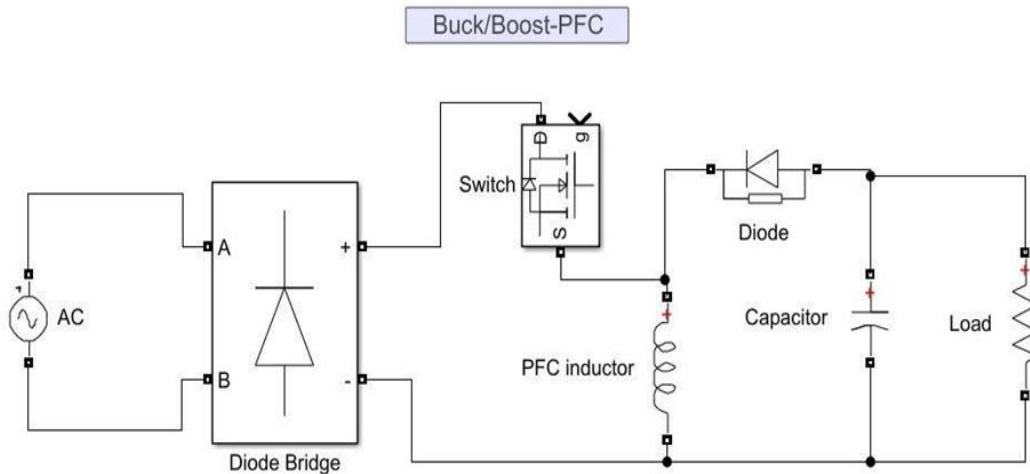 Buck/Boost-PFC
D
g
Switch
S
Diode
A
+
AC
Capacitor
Load
PFC inductor
B
-
Diode Bridge
+
+
+